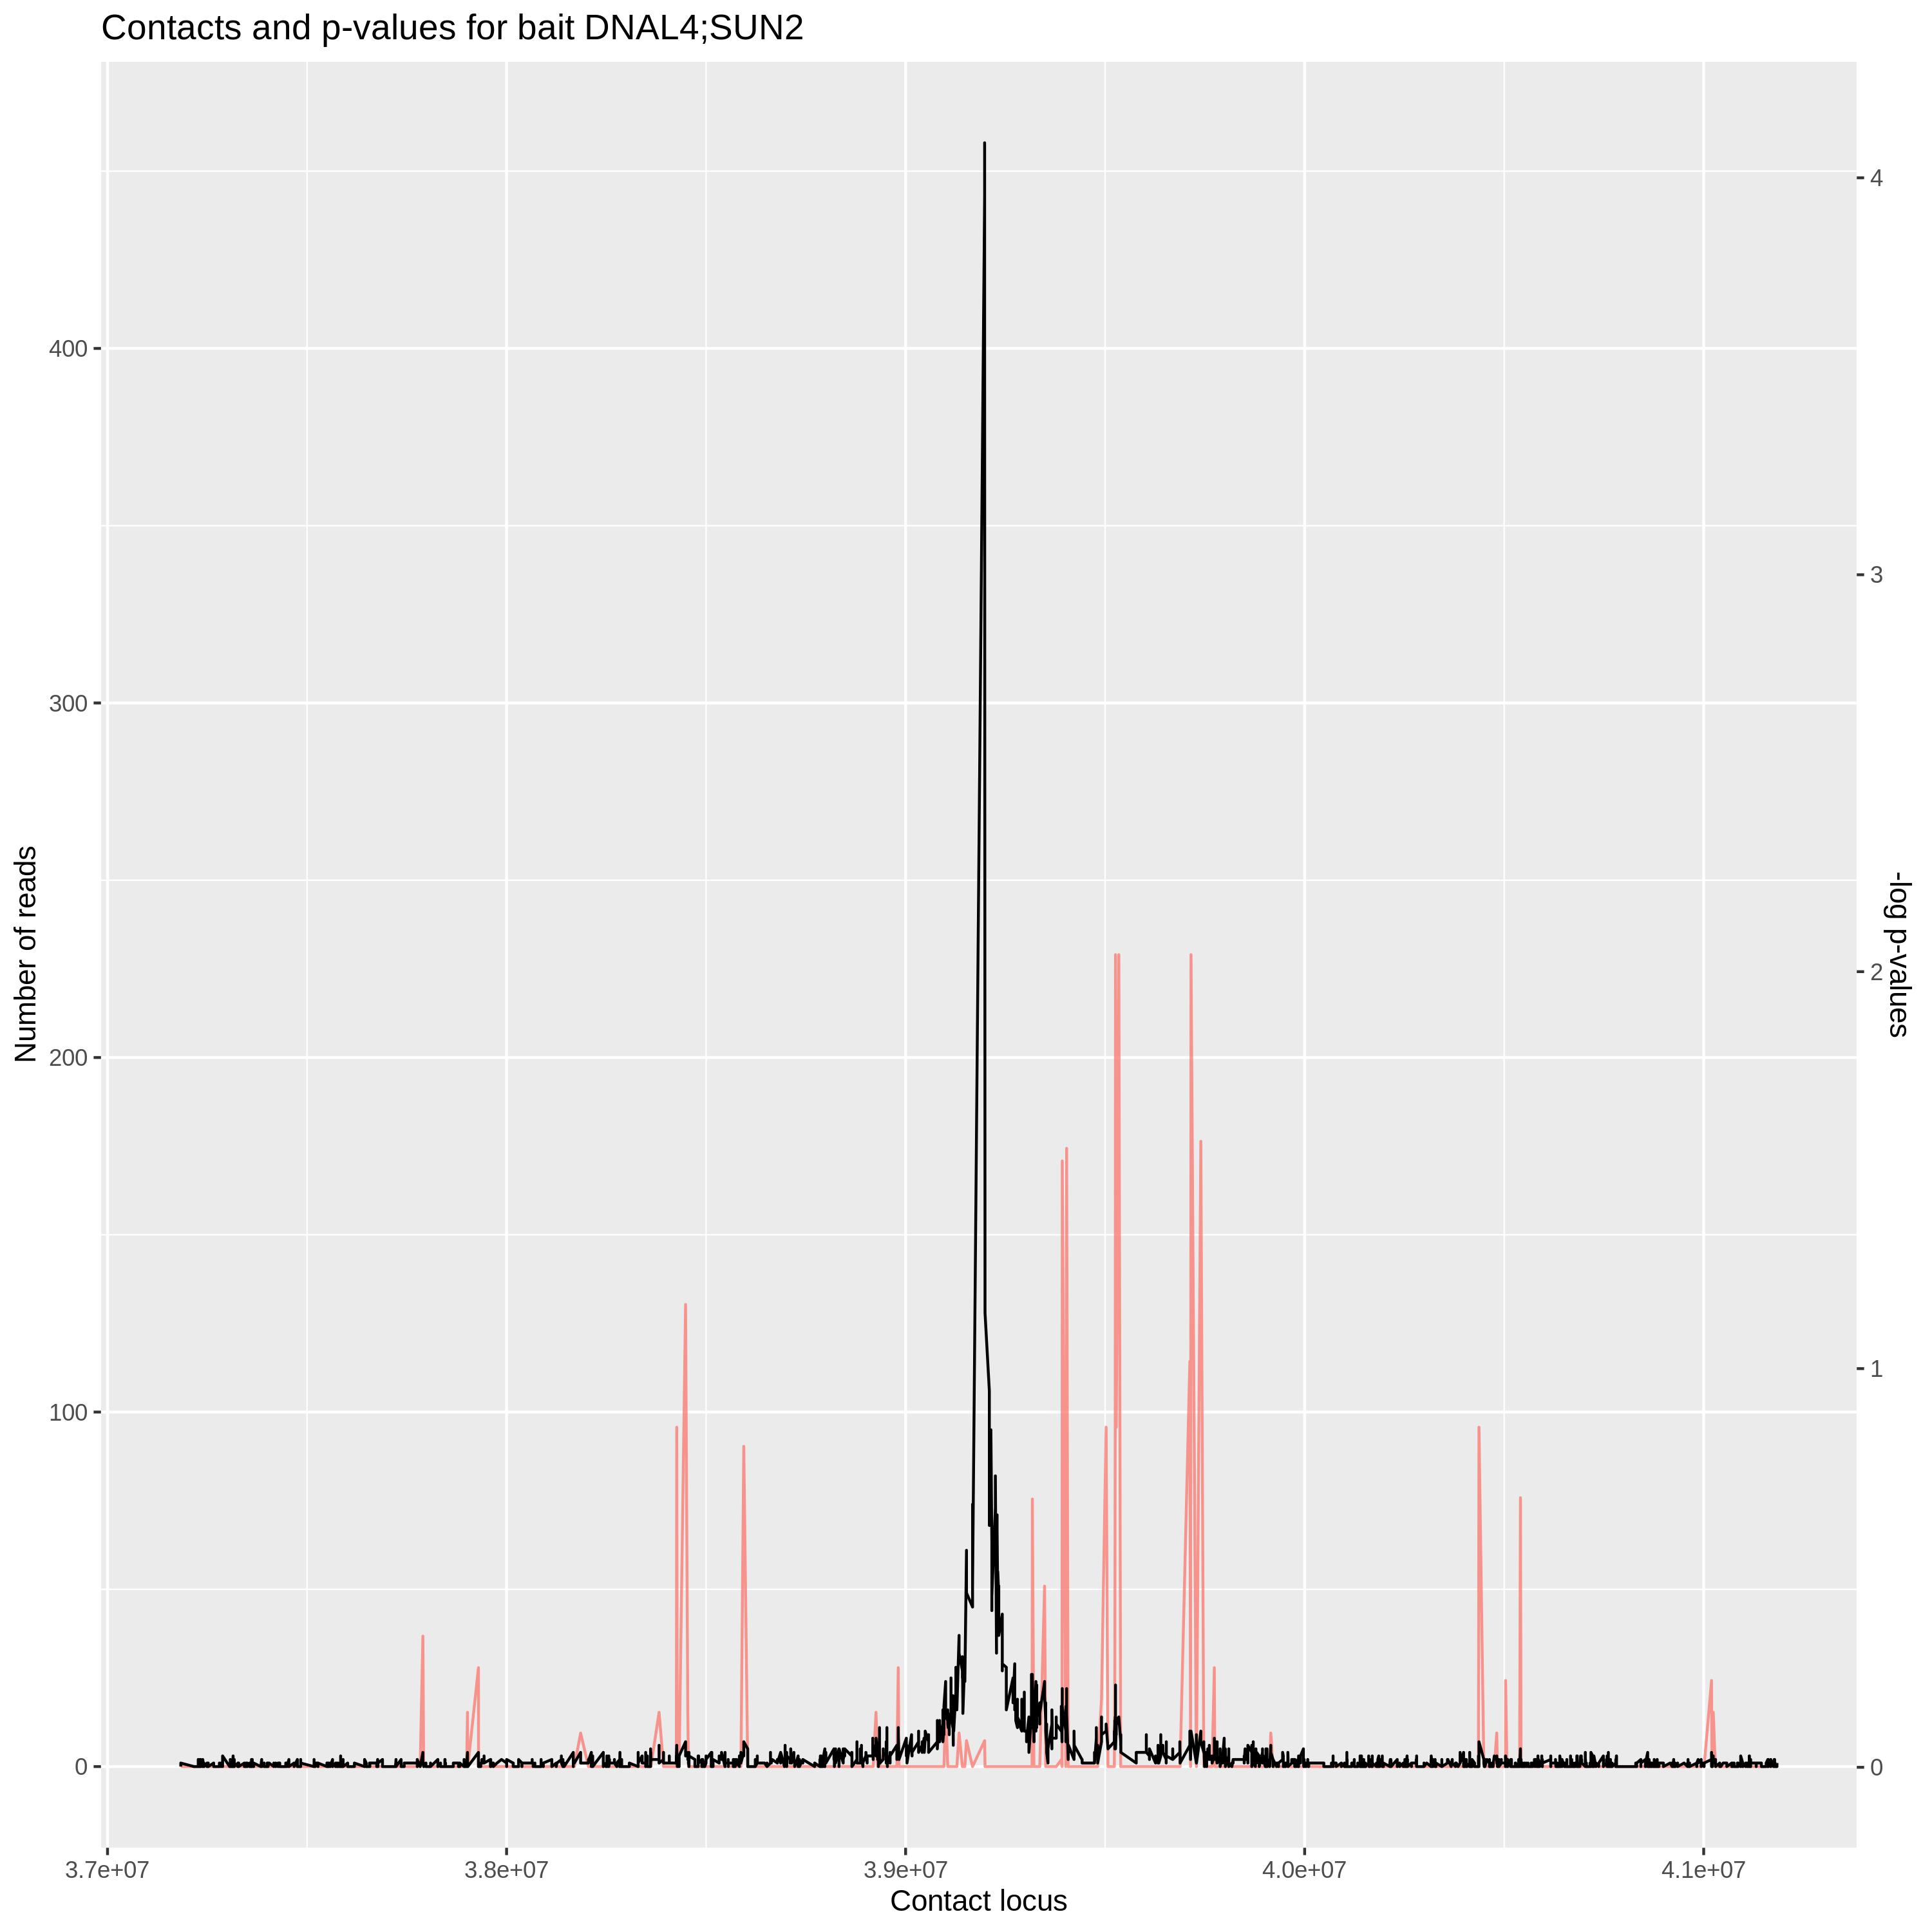 Contacts and p-values for bait DNAL4;SUN2
Number of reads
400
300
200
100
0
4
3
2
1
0
-log p-values
3.7e+07 3.8e+07 3.9e+07 4.0e+07 4.1e+07
Contact locus